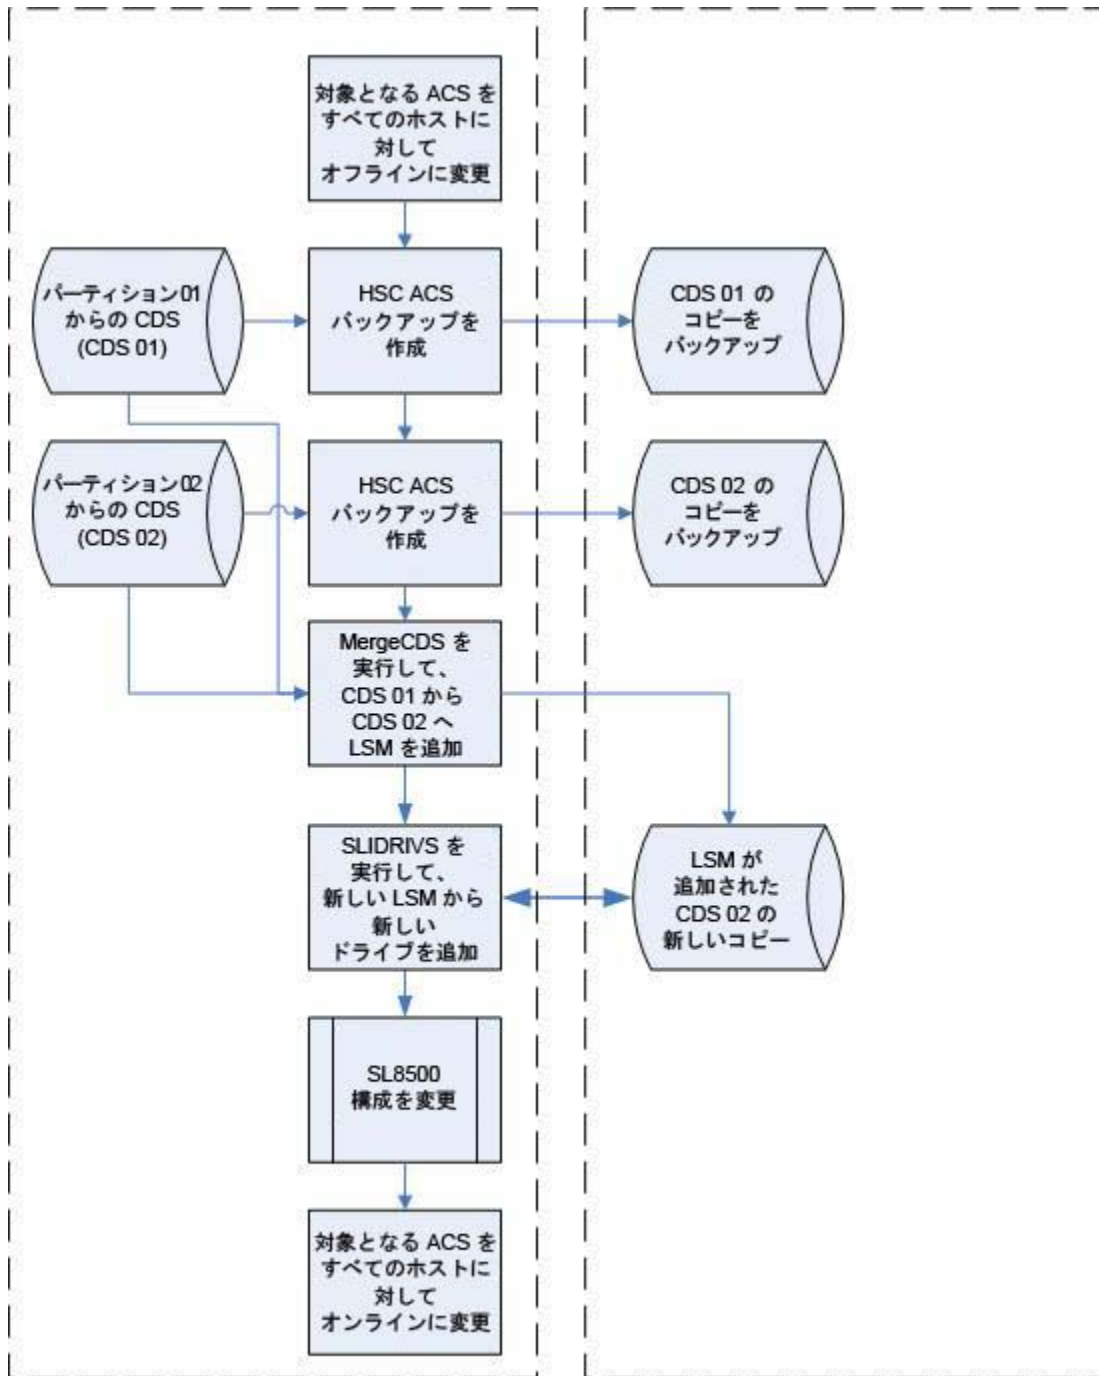 対象となる ACS を
すべてのホストに
対して
オフラインに変更
パーティション01
からの CDS
(CDS 01)
HSC ACS
バックアップを
作成
CDS 01 の
コピーを
バックアップ
パーティション02
からの CDS
(CDS 02)
HSC ACS
バックアップを
作成
CDS 02 の
コピーを
バックアップ
MergeCDS を
実行して、
CDS 01 から
CDS 02 へ
LSM を追加
SLIDRIVS を
実行して、
新しい LSM から
新しい
ドライブを追加
LSM が
追加された
CDS 02 の
新しいコピー
SL8500
構成を変更
対象となる ACS を
すべてのホストに
対して
オンラインに変更